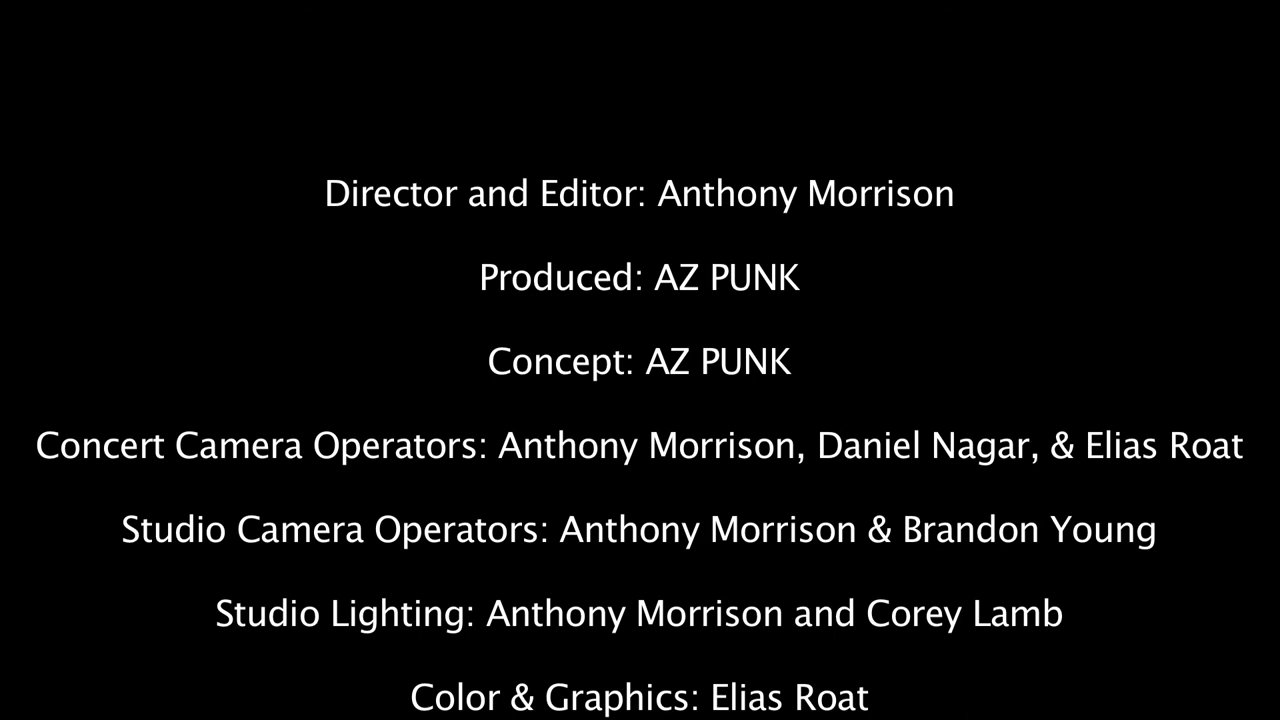 Director and Editor: Anthony Morrison
Produced: AZ PUNK
Concept: AZ PUNK
Concert Camera Operators: Anthony Morrison, Daniel Nagar, & Elias Roat
Studio Camera Operators: Anthony Morrison & Brandon Young
Studio Lighting: Anthony Morrison and Corey Lamb
Color & Graphics: Elias Roat